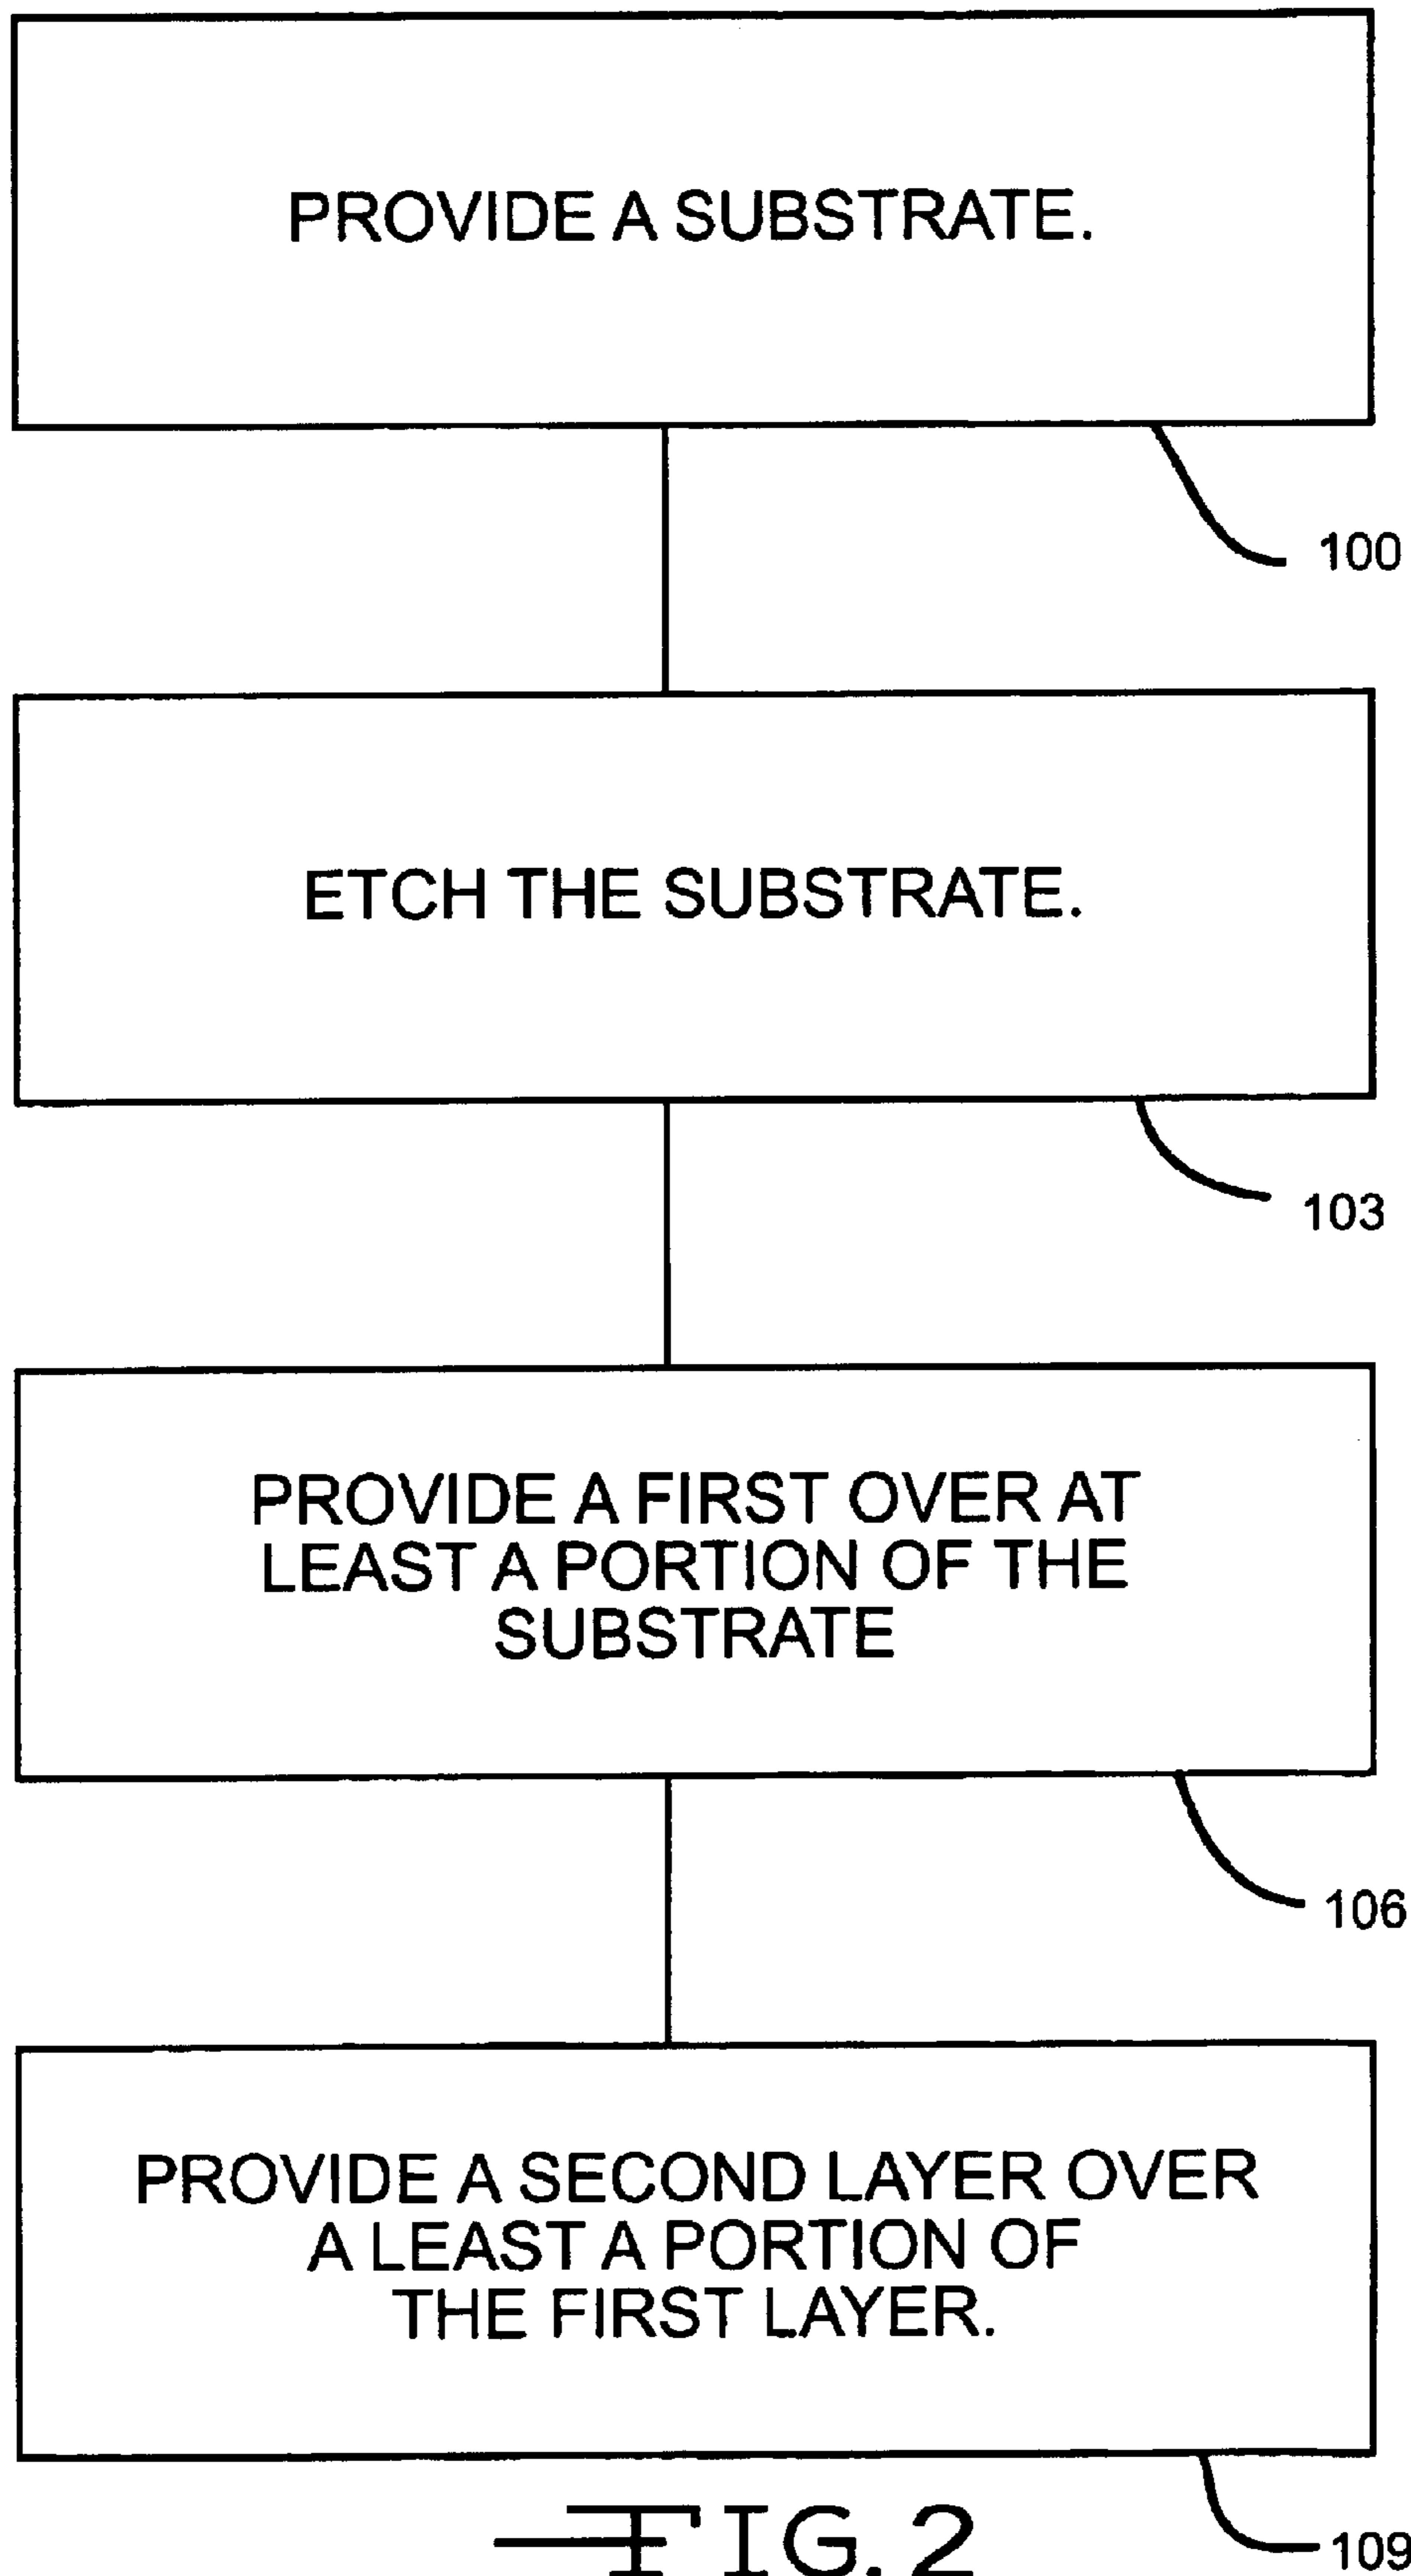 PROVIDE A SUBSTRATE.
100
ETCH THE SUBSTRATE.
103
PROVIDE A FIRST OVER AT
LEAST A PORTION OF THE
SUBSTRATE
106
PROVIDE A SECOND LAYER OVER
A LEAST A PORTION OF
THE FIRST LAYER.
109
FIG. 2